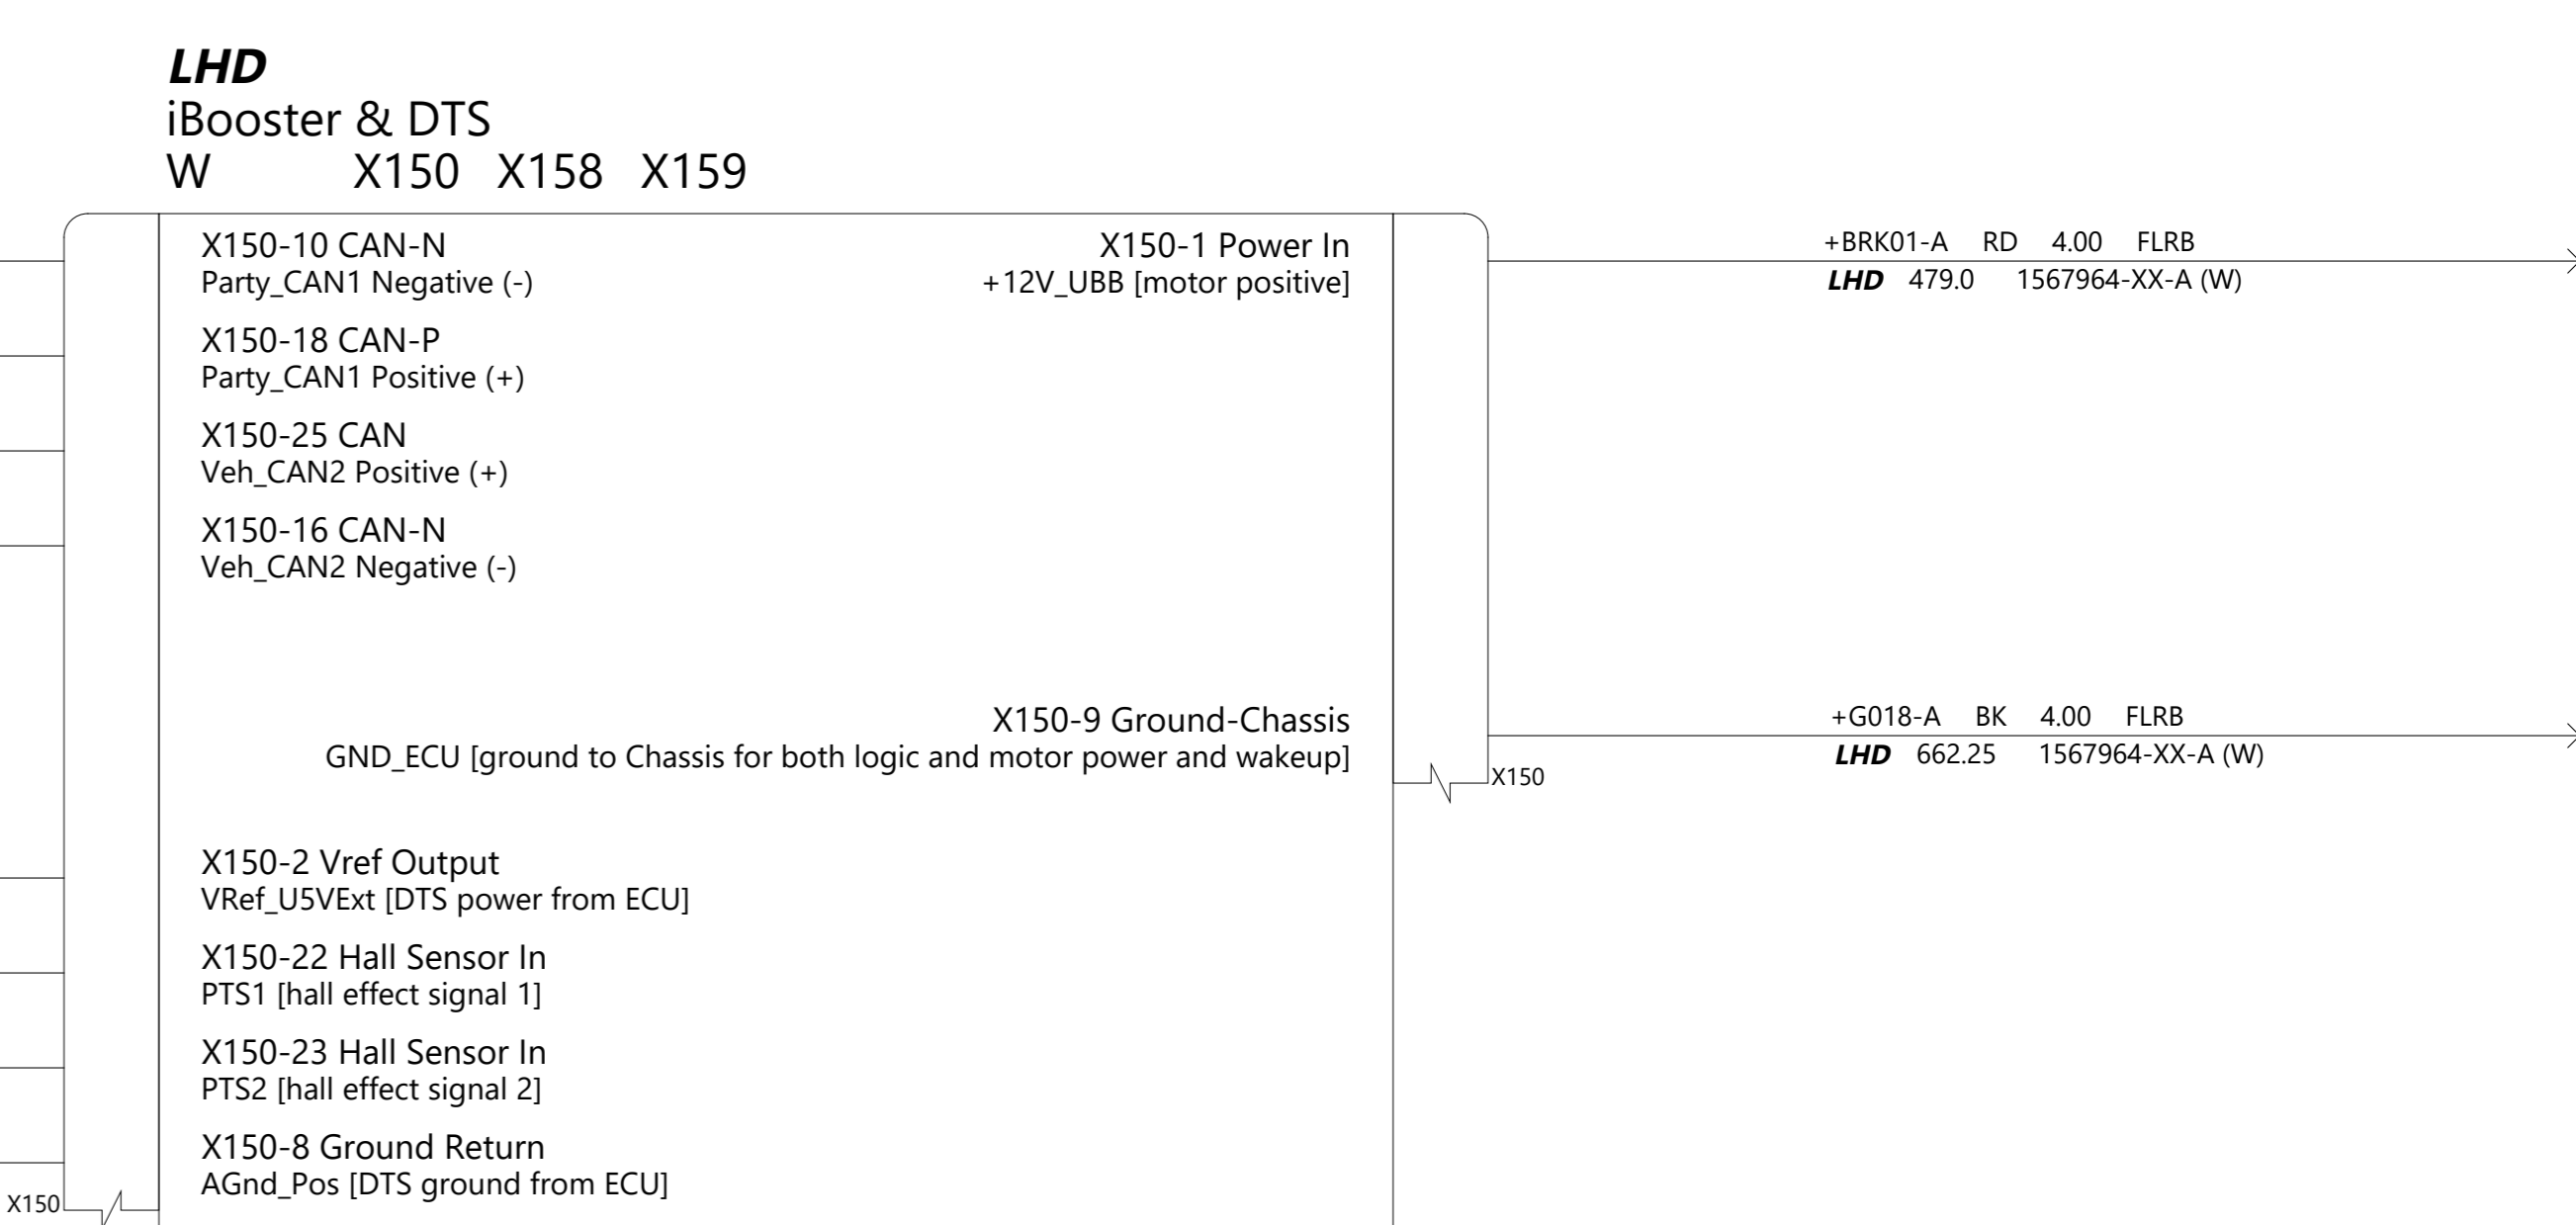 LHD
iBooster & DTS
W X150 X158 X159
X150-10 CAN-N
Party_CAN1 Negative (-)
X150-18 CAN-P
Party_CAN1 Positive (+)
X150-25 CAN
Veh_CAN2 Positive (+)
X150-16 CAN-N
Veh_CAN2 Negative (-)
X150-1 Power In
+12V_UBB [motor positive]
+BRK01-A RD 4.00 FLRB
LHD 479.0 1567964-XX-A (W)
X150-9 Ground-Chassis
GND_ECU [ground to Chassis for both logic and motor power and wakeup]
+G018-A BK 4.00 FLRB
LHD 662.25 1567964-XX-A (W)
X150
X150-2 Vref Output
VRef_U5VExt [DTS power from ECU]
X150-22 Hall Sensor In
PTS1 [hall effect signal 1]
X150-23 Hall Sensor In
PTS2 [hall effect signal 2]
X150-8 Ground Return
AGnd_Pos [DTS ground from ECU]
X150